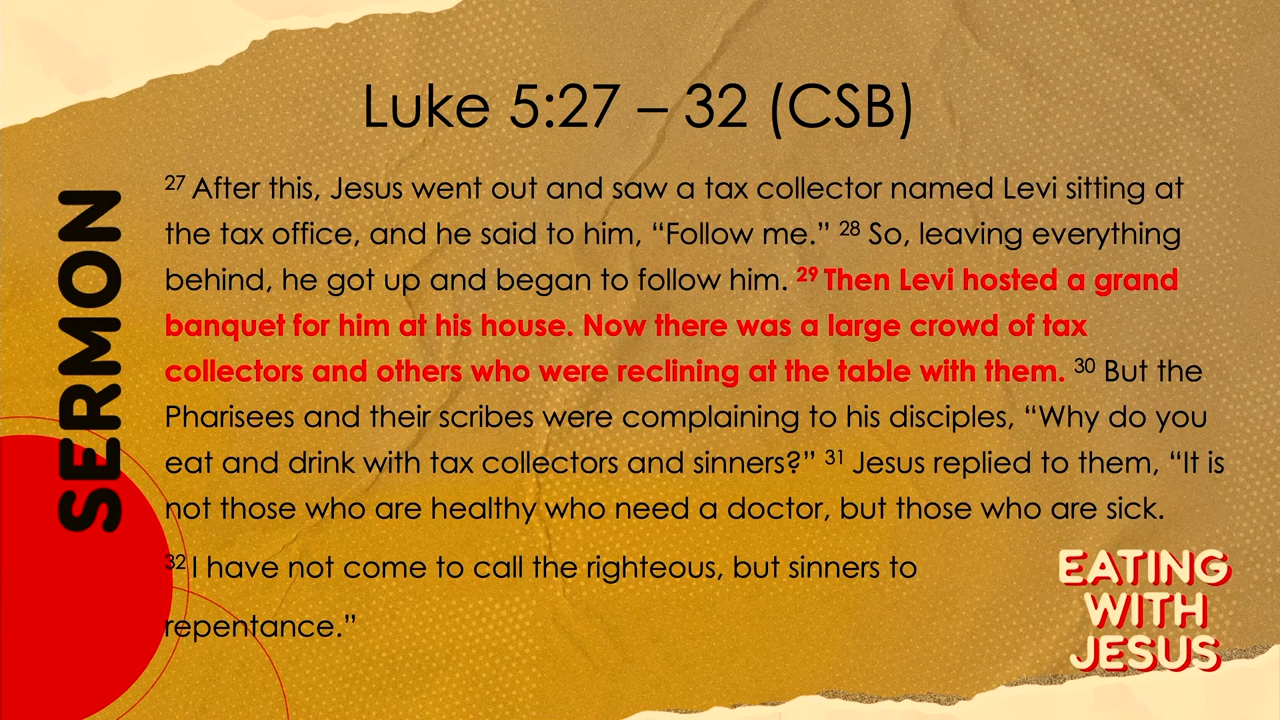 Luke 5:27 – 32 (CSB)
SERMON
²⁷ After this, Jesus went out and saw a tax collector named Levi sitting at
the tax office, and he said to him, “Follow me.” ²⁸ So, leaving everything
behind, he got up and began to follow him. ²⁹ Then Levi hosted a grand
banquet for him at his house. Now there was a large crowd of tax
collectors and others who were reclining at the table with them. ³⁰ But the
Pharisees and their scribes were complaining to his disciples, “Why do you
eat and drink with tax collectors and sinners?” ³¹ Jesus replied to them, “It is
not those who are healthy who need a doctor, but those who are sick.
³² I have not come to call the righteous, but sinners to
repentance.”
EATING
WITH
JESUS